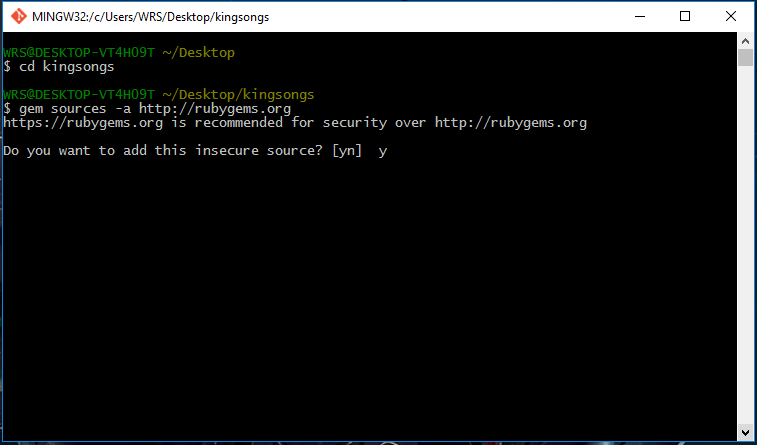 MINGW32:/c/Users/WRS/Desktop/kingsongs
WRS@DESKTOP-VT4HO9T ~/Desktop
$ cd kingsongs
WRS@DESKTOP-VT4HO9T ~/Desktop/kingsongs
$ gem sources -a http://rubygems.org
https://rubygems.org is recommended for security over http://rubygems.org
Do you want to add this insecure source? [yn]  y